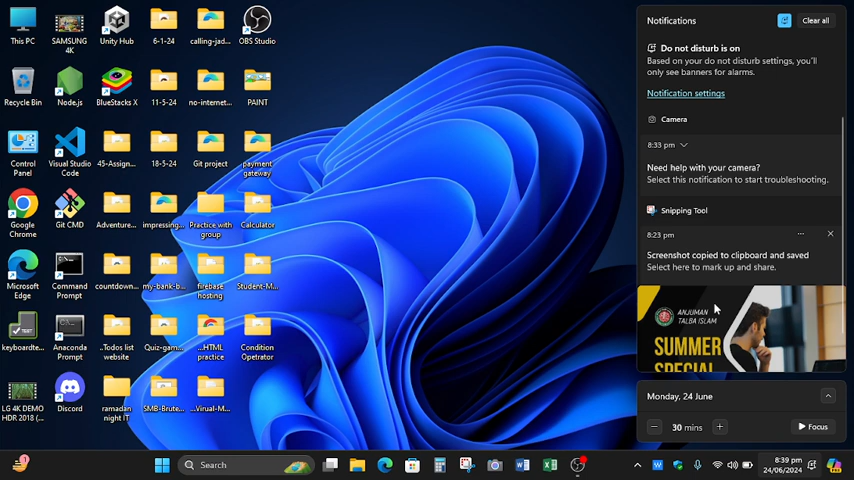 This PC
SAMSUNG
4K
Unity Hub
6-1-24
calling-jad...
OBS Studio
Recycle Bin
Node.js
BlueStacks X
11-5-24
no-internet...
PAINT
Control
Panel
Visual Studio
Code
45-Assign...
18-5-24
Git project
payment
gateway
Google
Chrome
Git CMD
Adventure...
impressing...
Practice with
group
Calculator
Microsoft
Edge
Command
Prompt
countdown...
my-bank-b...
firebase
hosting
Student-M...
keyboardte...
Anaconda
Prompt
..Todos list
website
Quiz-gam...
...HTML
practice
Condition
Opetrator
LG 4K DEMO
HDR 2018 (...
Discord
ramadan
night IT
SMB-Brute...
..Virual-M...
Notifications
Clear all
Do not disturb is on
Based on your do not disturb settings, you'll
only see banners for alarms.
Notification settings
Camera
8:33 pm
Need help with your camera?
Select this notification to start troubleshooting.
Snipping Tool
8:23 pm
Screenshot copied to clipboard and saved
Select here to mark up and share.
ANJUMAN
TALBA ISLAM
SUMMER
SPECIAL
Monday, 24 June
30 mins
Focus
Search
8:39 pm
24/06/2024